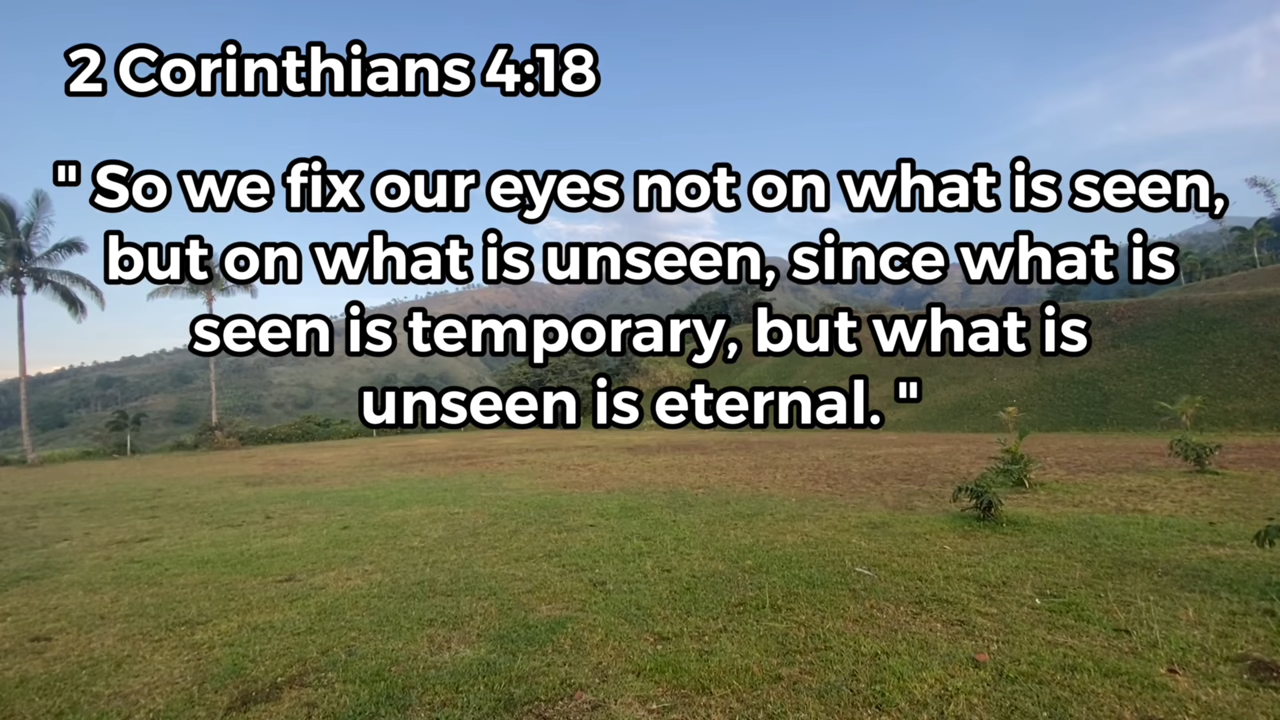 2 Corinthians 4:18
" So we fix our eyes not on what is seen,
but on what is unseen, since what is
seen is temporary, but what is
unseen is eternal. "